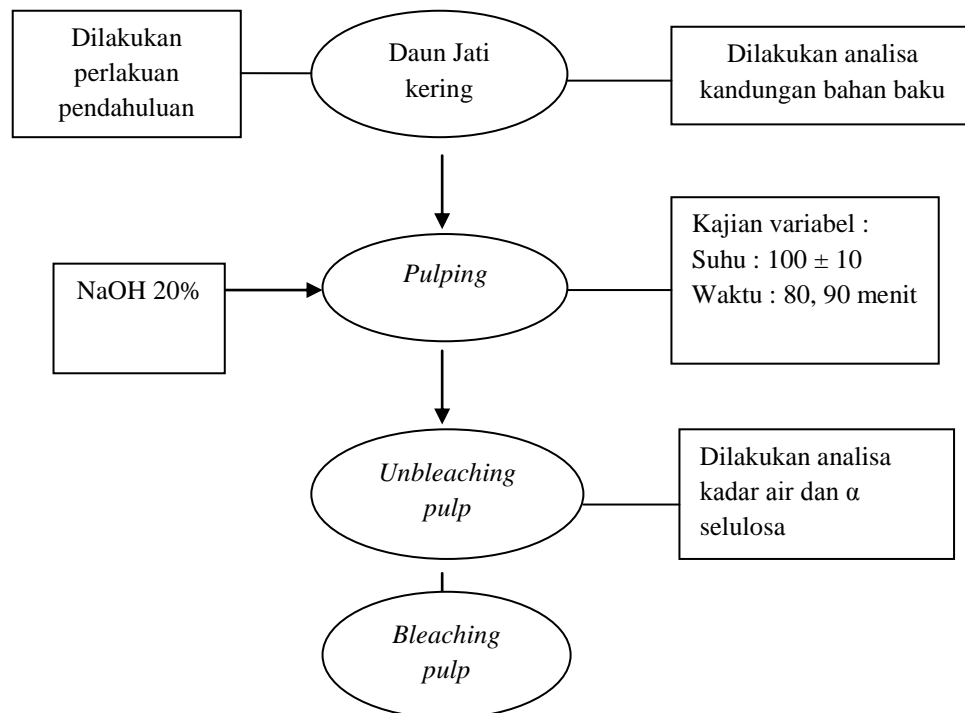 Dilakukan
perlakuan
pendahuluan
Daun Jati
kering
Dilakukan analisa
kandungan bahan baku
NaOH 20%
Pulping
Kajian variabel :
Suhu : 100 ± 10
Waktu : 80, 90 menit
Unbleaching
pulp
Dilakukan analisa
kadar air dan α
selulosa
Bleaching
pulp